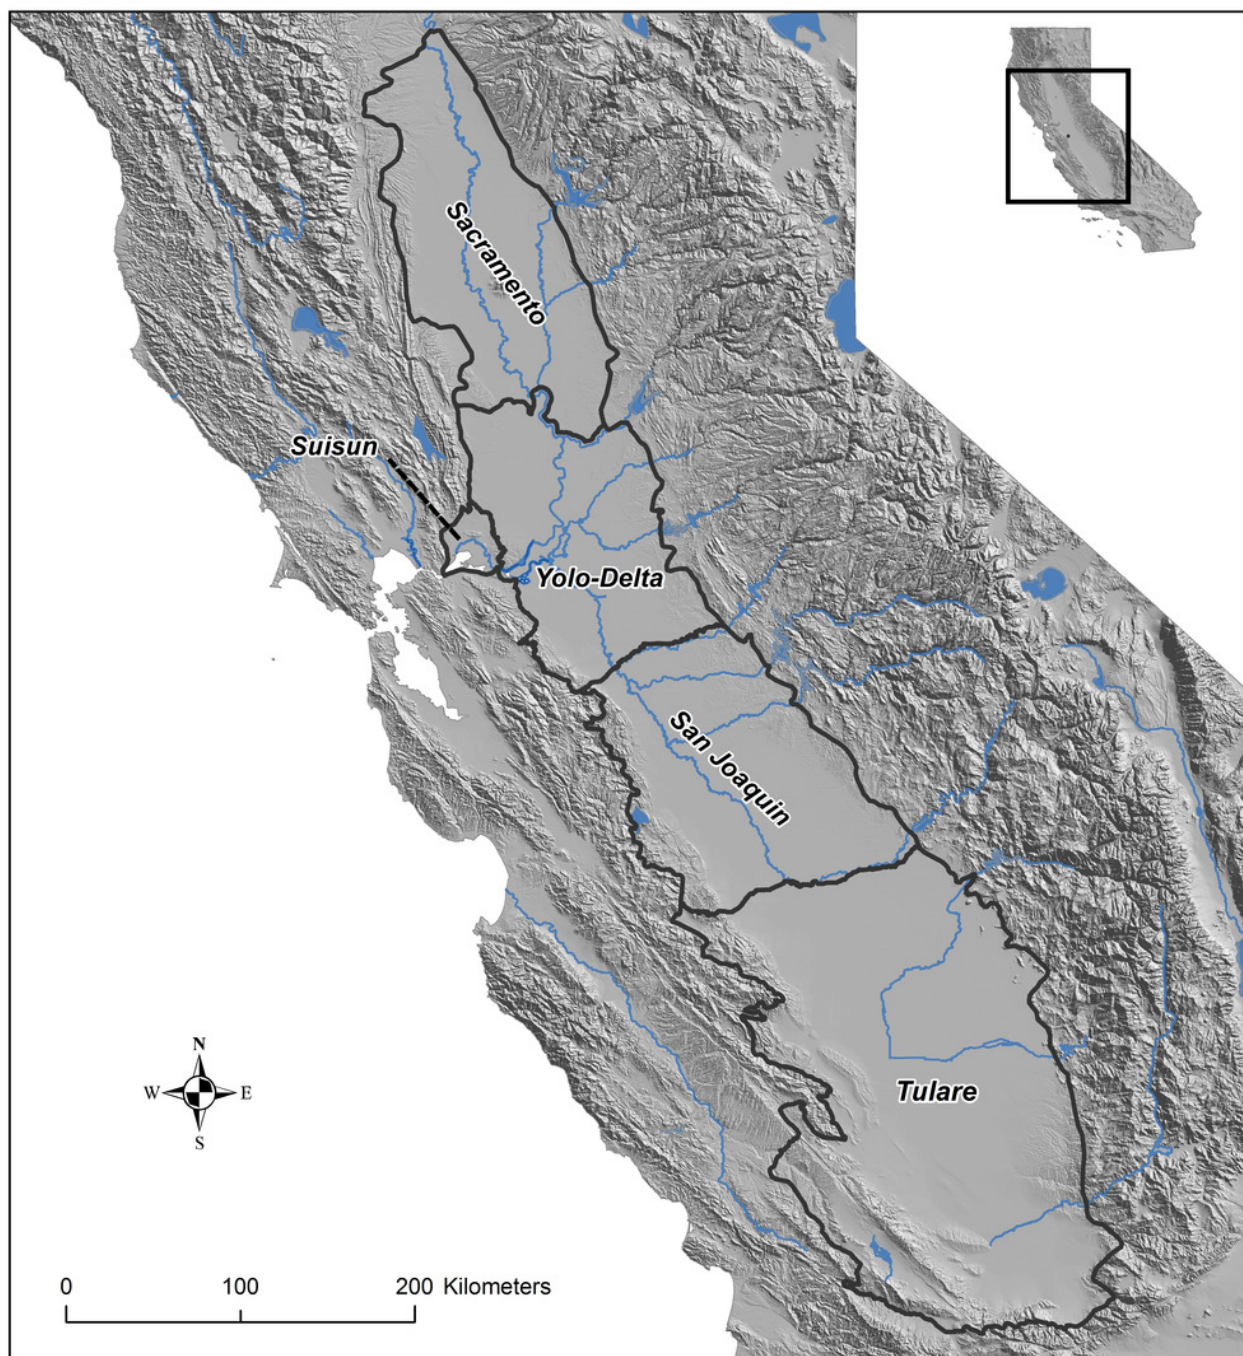 Sacramento
Suisun
Yolo-Delta
San Joaquin
Tulare
N
W E
S
0 100 200 Kilometers